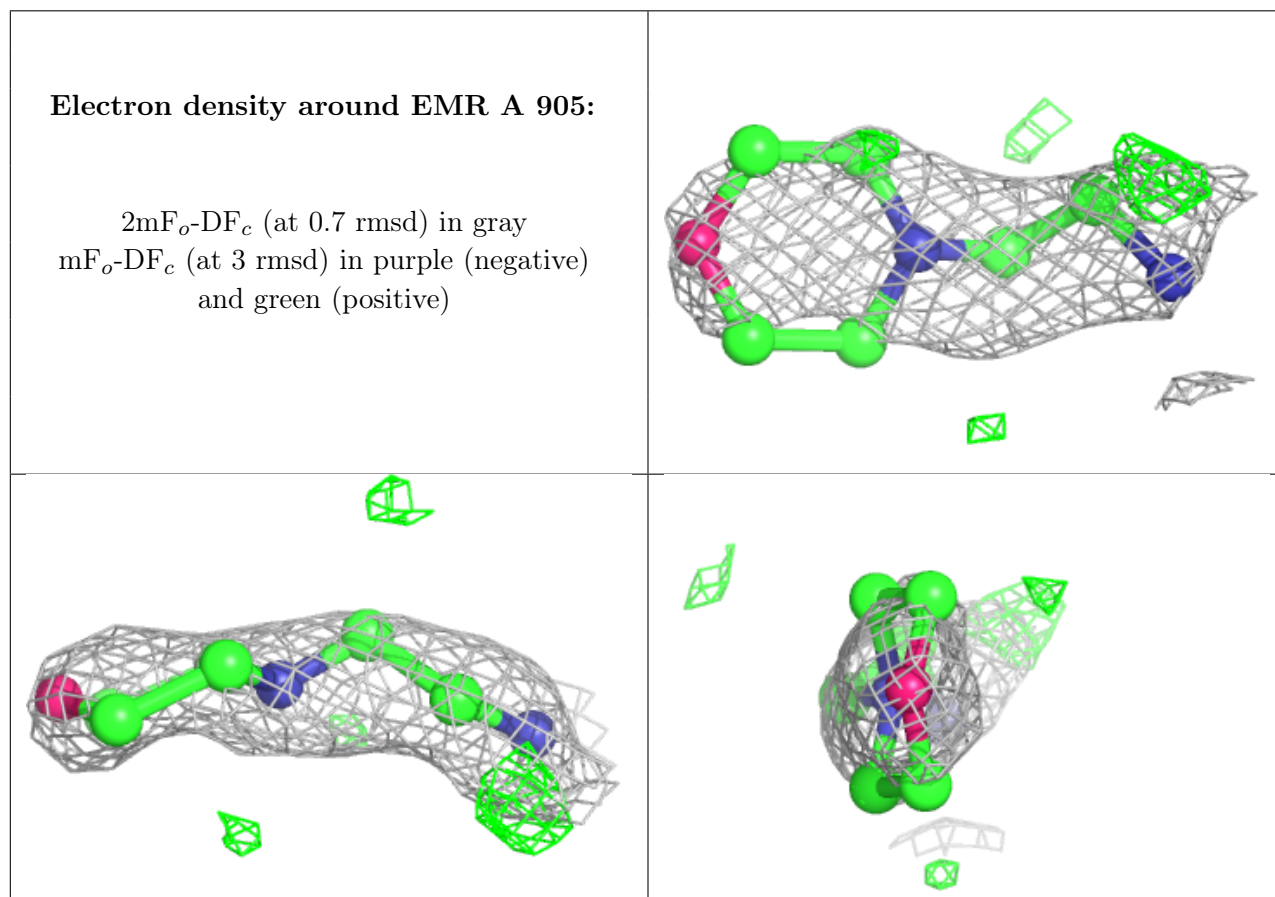 Electron density around EMR A 905:
2mFo-DFc (at 0.7 rmsd) in gray
mFo-DFc (at 3 rmsd) in purple (negative)
and green (positive)